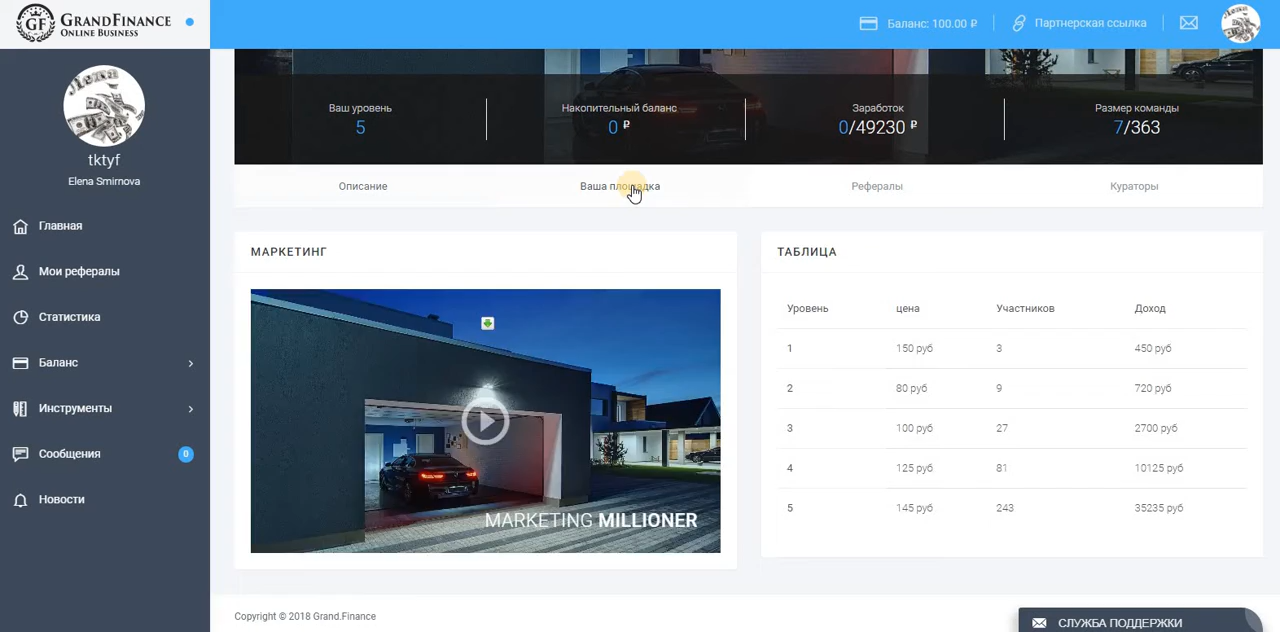 GF GRANDFINANCE
ONLINE BUSINESS
Баланс: 100.00 ₽
Партнерская ссылка
tktyf
Elena Smirnova
Главная
Мои рефералы
Статистика
Баланс
Инструменты
Сообщения 0
Новости
Ваш уровень
5
Накопительный баланс
0 ₽
Заработок
0/49230 ₽
Размер команды
7/363
Описание
Ваша площадка
Рефералы
Кураторы
МАРКЕТИНГ
MARKETING MILLIONER
ТАБЛИЦА
Уровень цена Участников Доход
1 150 руб 3 450 руб
2 80 руб 9 720 руб
3 100 руб 27 2700 руб
4 125 руб 81 10125 руб
5 145 руб 243 35235 руб
Copyright © 2018 Grand.Finance
СЛУЖБА ПОДДЕРЖКИ